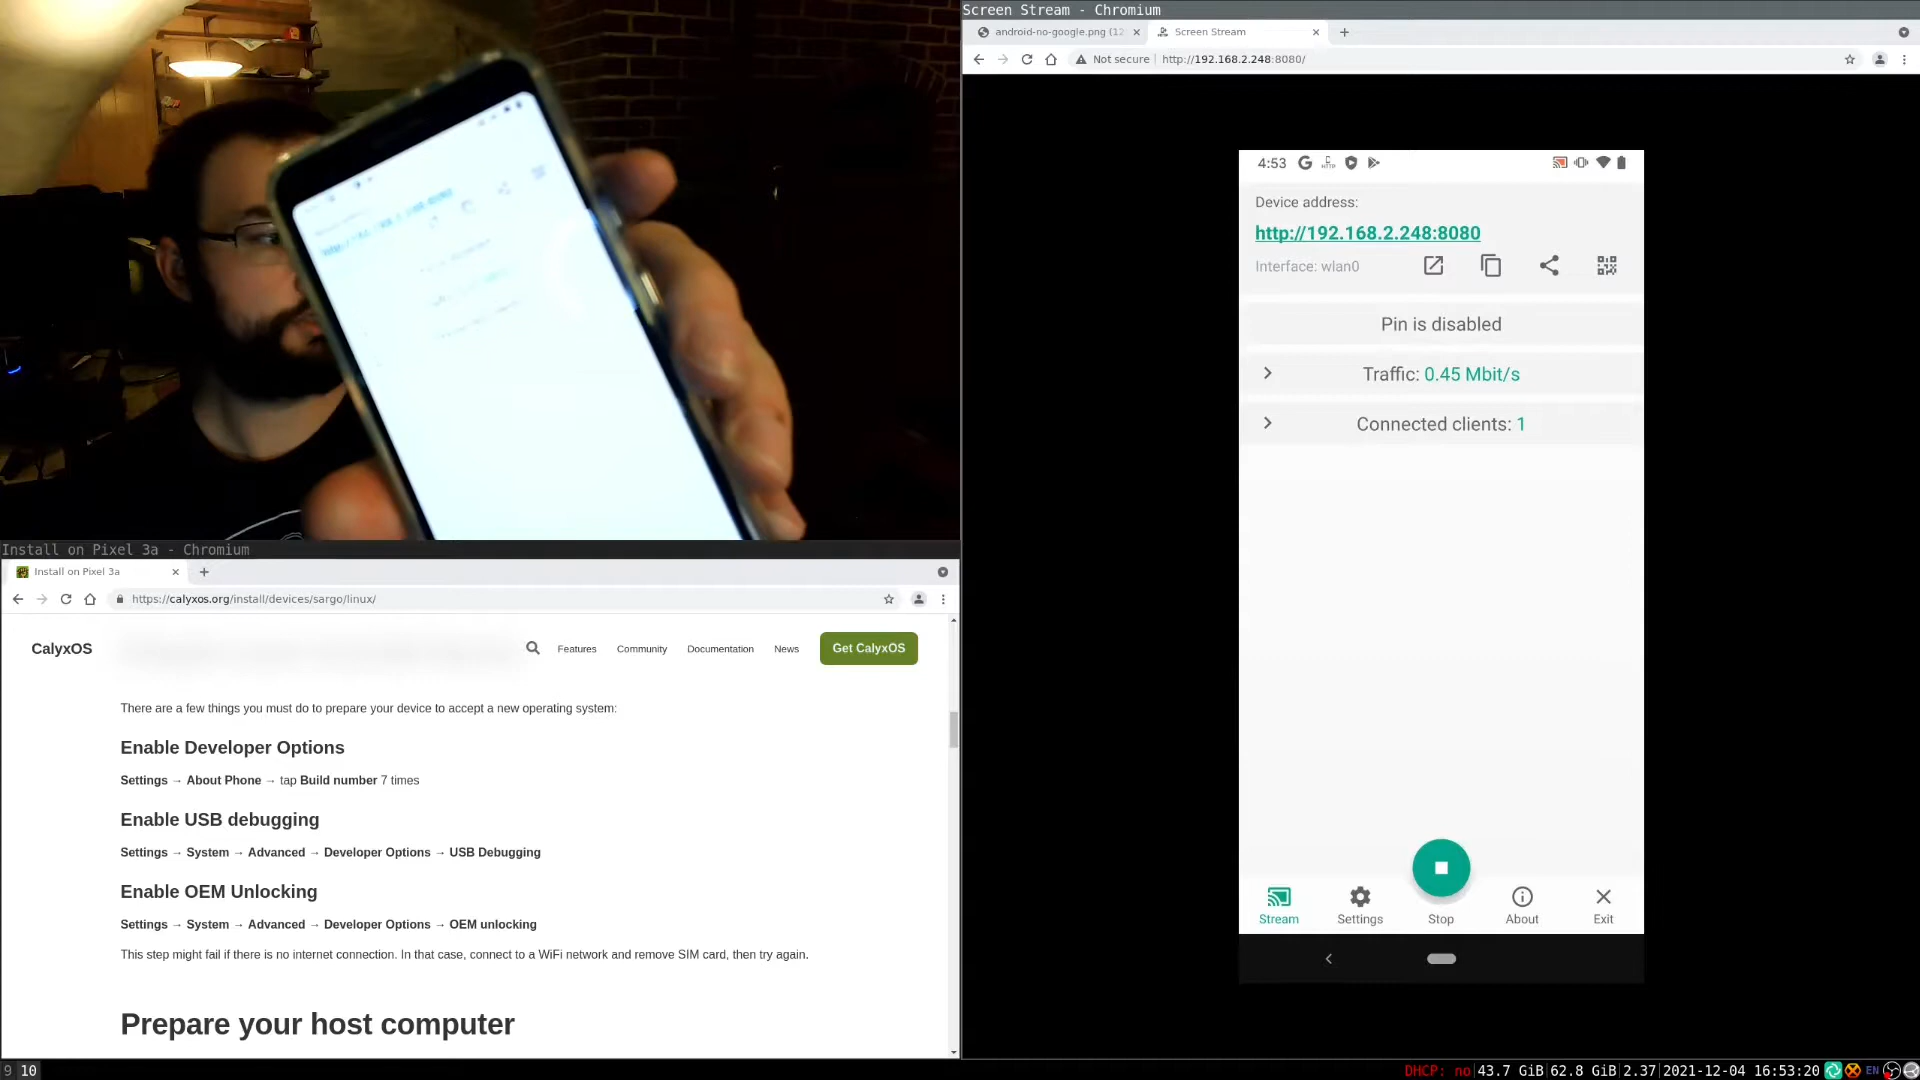 Screen Stream - Chromium
android-no-google.png (12
Screen Stream
Not secure
http://192.168.2.248:8080/
4:53
Device address:
http://192.168.2.248:8080
Interface: wlan0
Pin is disabled
Traffic: 0.45 Mbit/s
Connected clients: 1
Stream
Settings
Stop
About
Exit
Install on Pixel 3a - Chromium
Install on Pixel 3a
https://calyxos.org/install/devices/sargo/linux/
CalyxOS
Features
Community
Documentation
News
Get CalyxOS
There are a few things you must do to prepare your device to accept a new operating system:
Enable Developer Options
Settings → About Phone → tap Build number 7 times
Enable USB debugging
Settings → System → Advanced → Developer Options → USB Debugging
Enable OEM Unlocking
Settings → System → Advanced → Developer Options → OEM unlocking
This step might fail if there is no internet connection. In that case, connect to a WiFi network and remove SIM card, then try again.
Prepare your host computer
9 10
DHCP: no|43.7 GiB|62.8 GiB|2.37|2021-12-04 16:53:20
EN